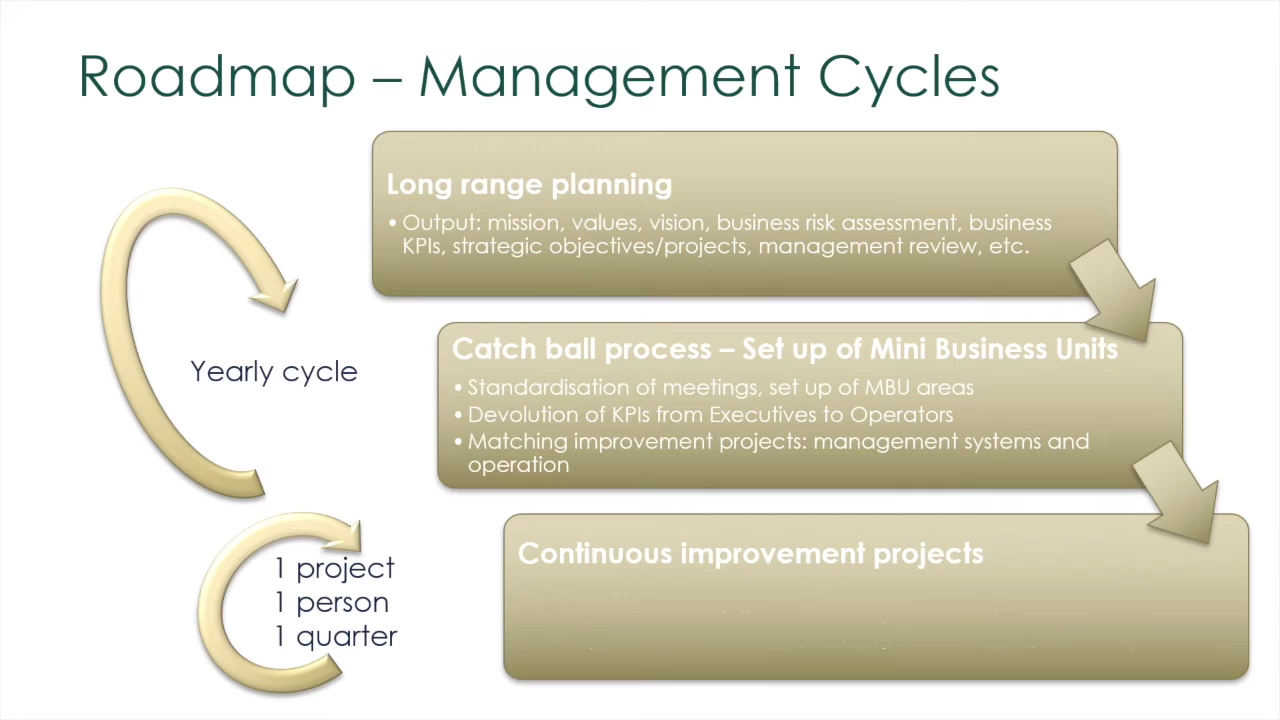 Roadmap – Management Cycles
Long range planning
• Output: mission, values, vision, business risk assessment, business
KPIs, strategic objectives/projects, management review, etc.
Catch ball process – Set up of Mini Business Units
• Standardisation of meetings, set up of MBU areas
• Devolution of KPIs from Executives to Operators
• Matching improvement projects: management systems and
operation
Yearly cycle
Continuous improvement projects
1 project
1 person
1 quarter